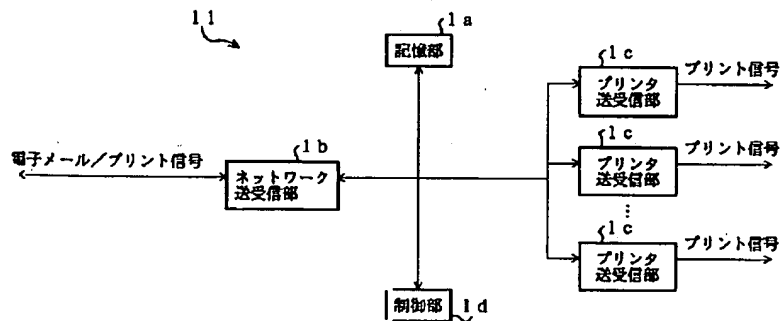 11
1a
記憶部
1c
プリント信号
プリンタ
送受信部
1b
電子メール／プリント信号
ネットワーク
送受信部
1c
プリント信号
プリンタ
送受信部
1c
プリント信号
プリンタ
送受信部
制御部
1d